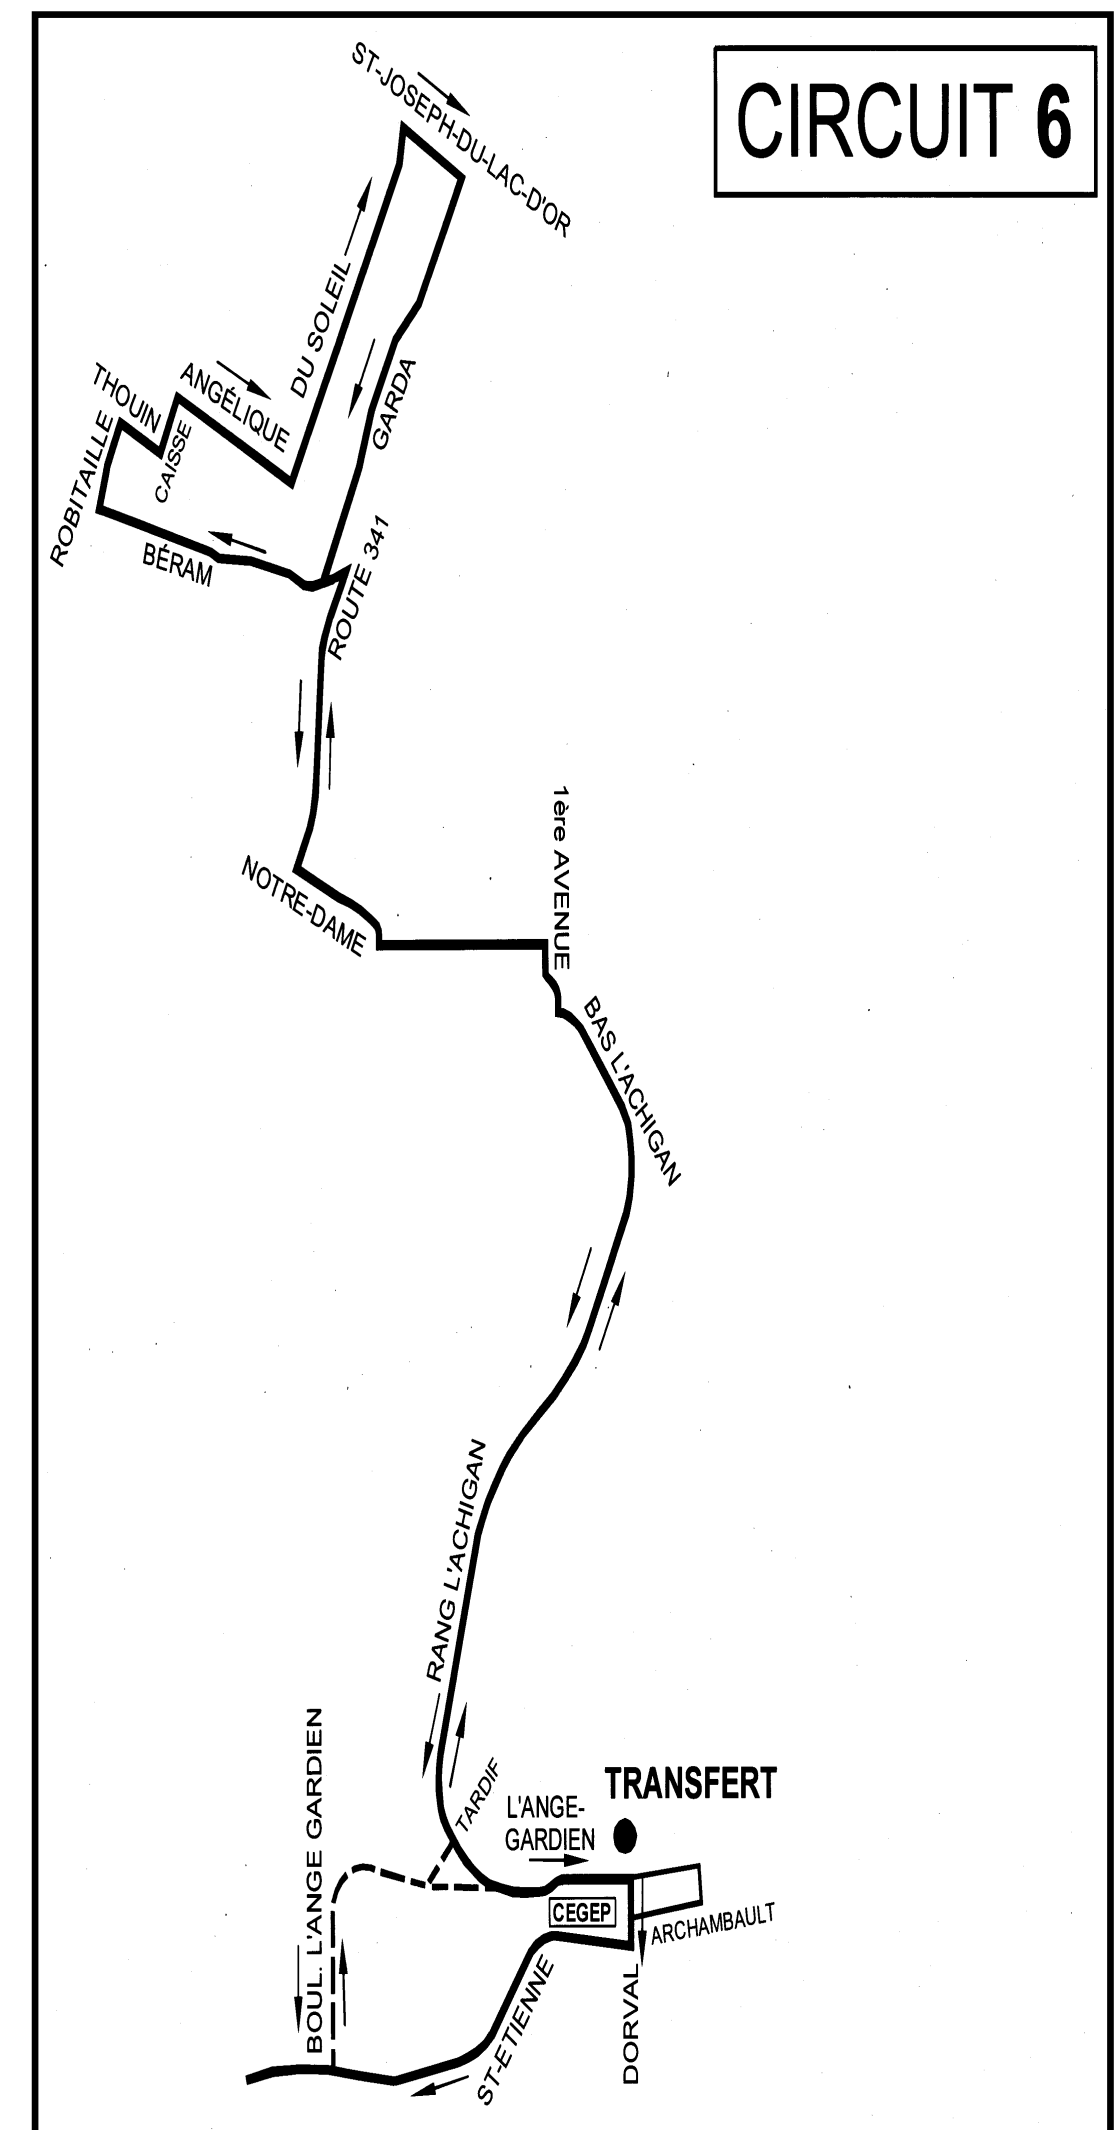 CIRCUIT 6
ST-JOSEPH-DU-LAC-D'OR
DU SOLEIL
ANGÉLIQUE
THOUIN
CAISSE
ROBITAILLE
GARDA
BÉRAM
ROUTE 341
1ère AVENUE
NOTRE-DAME
BAS L'ACHIGAN
RANG L'ACHIGAN
BOUL. L'ANGE GARDIEN
TARDIF
TRANSFERT
L'ANGE-
GARDIEN
CEGEP
ARCHAMBAULT
ST-ETIENNE
DORVAL